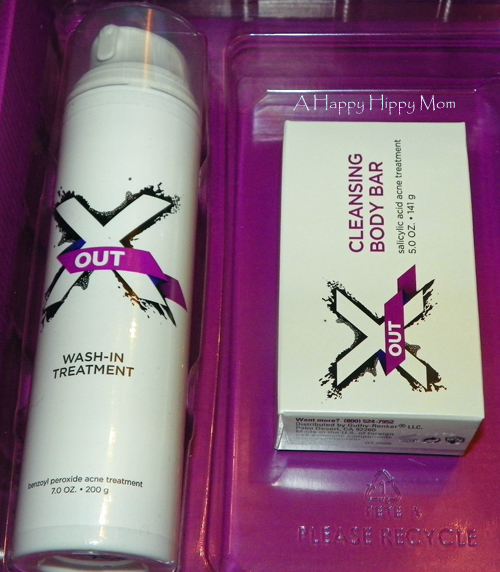 A Happy Hippy Mom
X
OUT
WASH-IN
TREATMENT
benzoyl peroxide acne treatment
7.0 OZ. • 200 g
CLEANSING
BODY BAR
salicylic acid acne treatment
5.0 OZ. • 141 g
X
OUT
Want more? (800) 524-7952
Distributed by Guthy-Renker® LLC.
Palm Desert, CA 92260
PLEASE RECYCLE